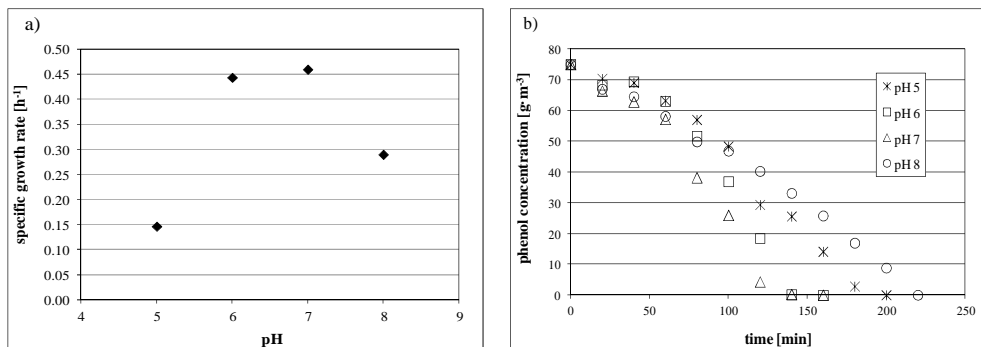 a)
specific growth rate [h-1]
0.50
0.45
0.40
0.35
0.30
0.25
0.20
0.15
0.10
0.05
0.00
4 5 6 7 8 9
pH
b)
phenol concentration [g·m-3]
80
70
60
50
40
30
20
10
0
0 50 100 150 200 250
time [min]
pH 5
pH 6
pH 7
pH 8